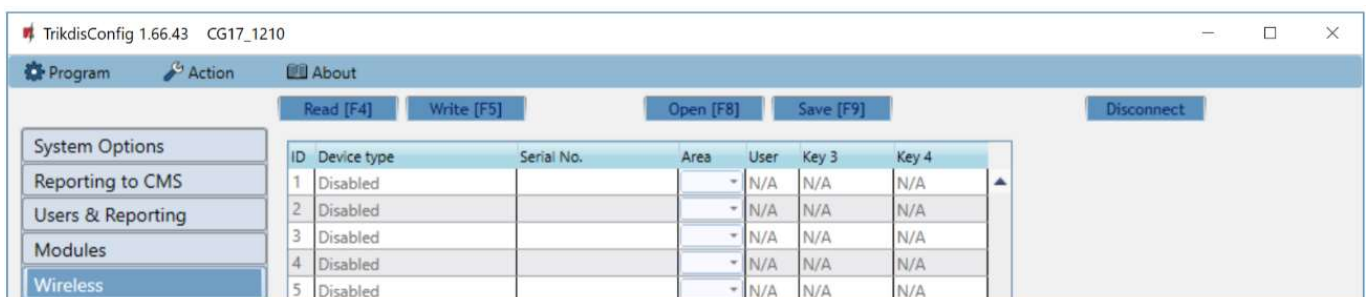 TrikdisConfig 1.66.43 CG17_1210
Program Action About
Read [F4] Write [F5] Open [F8] Save [F9] Disconnect
System Options
Reporting to CMS
Users & Reporting
Modules
Wireless
ID Device type Serial No. Area User Key 3 Key 4
1 Disabled N/A N/A N/A
2 Disabled N/A N/A N/A
3 Disabled N/A N/A N/A
4 Disabled N/A N/A N/A
5 Disabled N/A N/A N/A